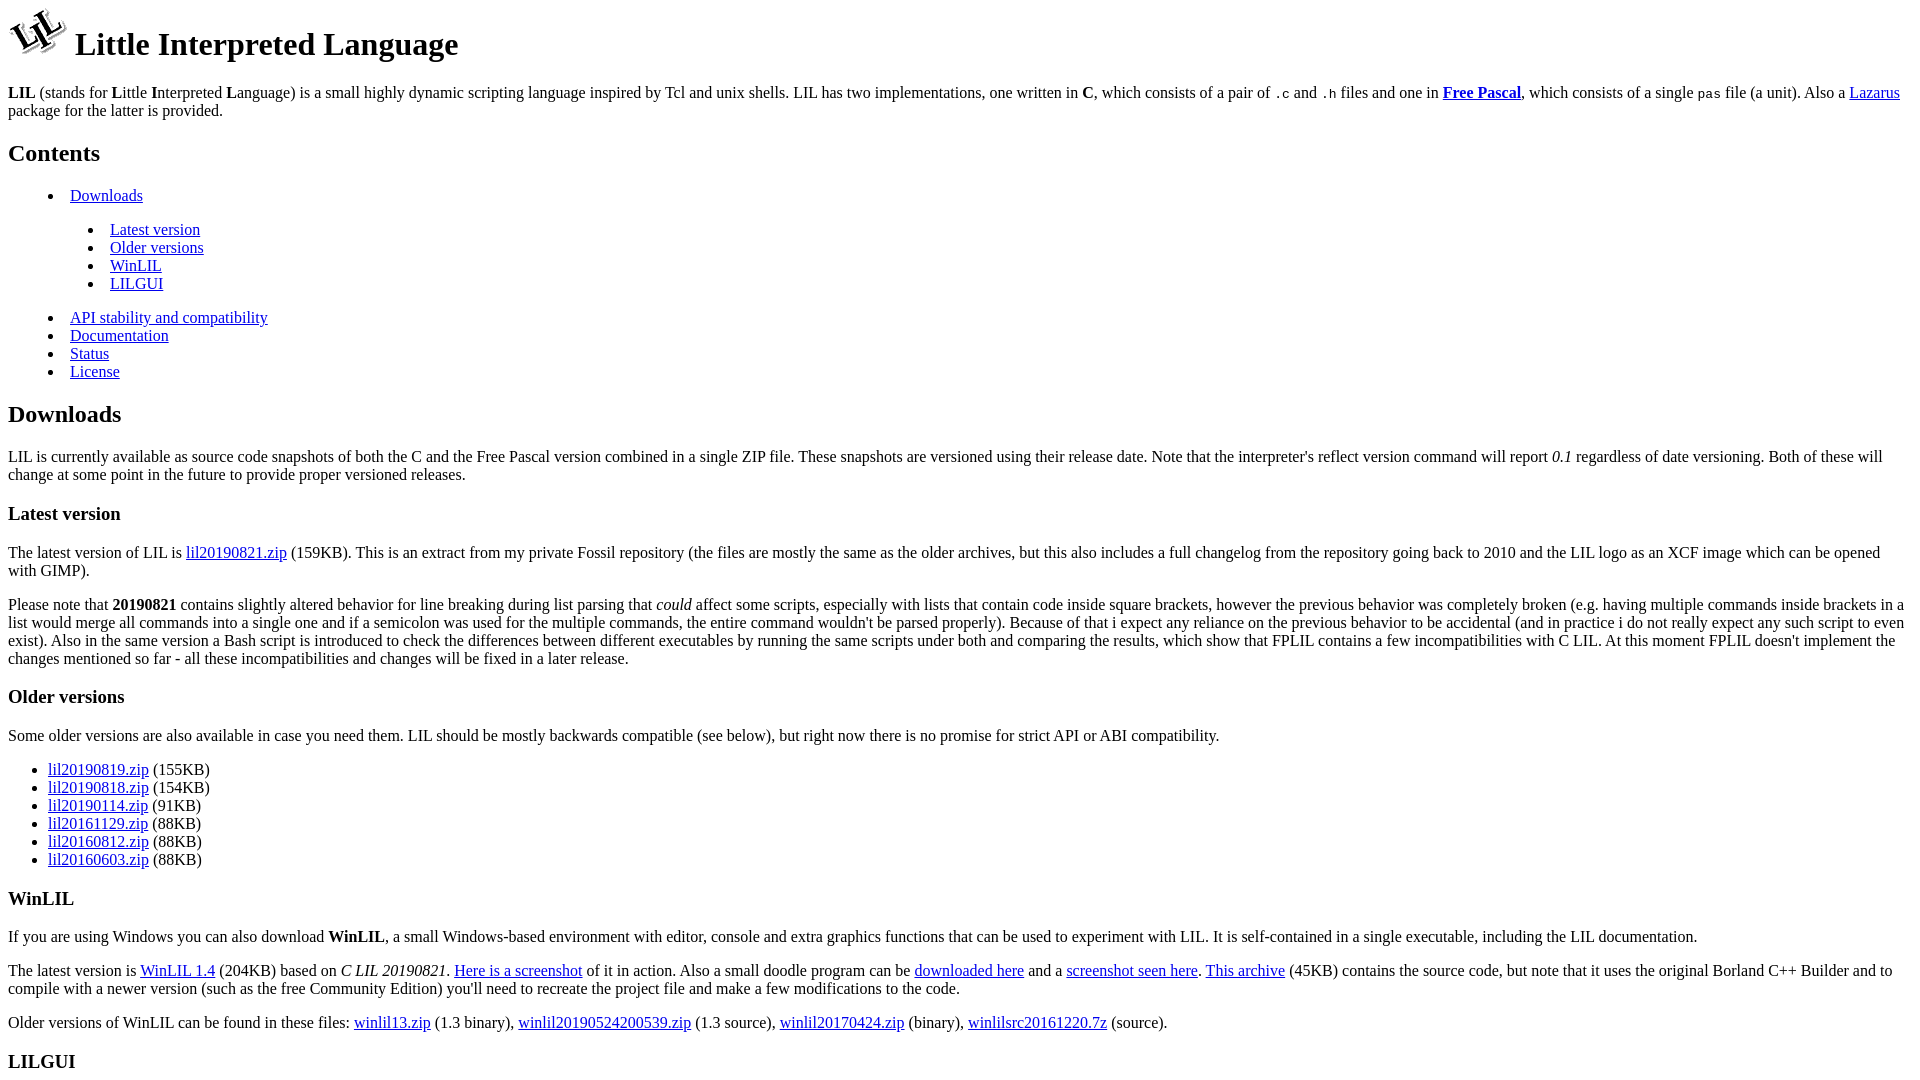 LIL Little Interpreted Language
LIL (stands for Little Interpreted Language) is a small highly dynamic scripting language inspired by Tcl and unix shells. LIL has two implementations, one written in C, which consists of a pair of .c and .h files and one in Free Pascal, which consists of a single pas file (a unit). Also a Lazarus
package for the latter is provided.
Contents
Downloads
Latest version
Older versions
WinLIL
LILGUI
API stability and compatibility
Documentation
Status
License
Downloads
LIL is currently available as source code snapshots of both the C and the Free Pascal version combined in a single ZIP file. These snapshots are versioned using their release date. Note that the interpreter's reflect version command will report 0.1 regardless of date versioning. Both of these will
change at some point in the future to provide proper versioned releases.
Latest version
The latest version of LIL is lil20190821.zip (159KB). This is an extract from my private Fossil repository (the files are mostly the same as the older archives, but this also includes a full changelog from the repository going back to 2010 and the LIL logo as an XCF image which can be opened
with GIMP).
Please note that 20190821 contains slightly altered behavior for line breaking during list parsing that could affect some scripts, especially with lists that contain code inside square brackets, however the previous behavior was completely broken (e.g. having multiple commands inside brackets in a
list would merge all commands into a single one and if a semicolon was used for the multiple commands, the entire command wouldn't be parsed properly). Because of that i expect any reliance on the previous behavior to be accidental (and in practice i do not really expect any such script to even
exist). Also in the same version a Bash script is introduced to check the differences between different executables by running the same scripts under both and comparing the results, which show that FPLIL contains a few incompatibilities with C LIL. At this moment FPLIL doesn't implement the
changes mentioned so far - all these incompatibilities and changes will be fixed in a later release.
Older versions
Some older versions are also available in case you need them. LIL should be mostly backwards compatible (see below), but right now there is no promise for strict API or ABI compatibility.
lil20190819.zip (155KB)
lil20190818.zip (154KB)
lil20190114.zip (91KB)
lil20161129.zip (88KB)
lil20160812.zip (88KB)
lil20160603.zip (88KB)
WinLIL
If you are using Windows you can also download WinLIL, a small Windows-based environment with editor, console and extra graphics functions that can be used to experiment with LIL. It is self-contained in a single executable, including the LIL documentation.
The latest version is WinLIL 1.4 (204KB) based on C LIL 20190821. Here is a screenshot of it in action. Also a small doodle program can be downloaded here and a screenshot seen here. This archive (45KB) contains the source code, but note that it uses the original Borland C++ Builder and to
compile with a newer version (such as the free Community Edition) you'll need to recreate the project file and make a few modifications to the code.
Older versions of WinLIL can be found in these files: winlil13.zip (1.3 binary), winlil20190524200539.zip (1.3 source), winlil20170424.zip (binary), winlilsrc20161220.7z (source).
LILGUI